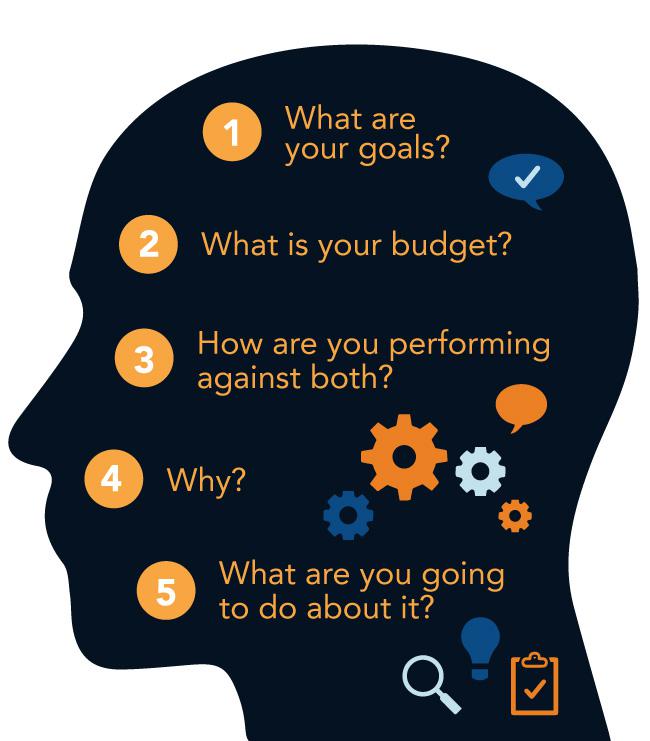 1 What are
your goals?
2 What is your budget?
3 How are you performing
against both?
4 Why?
5 What are you going
to do about it?